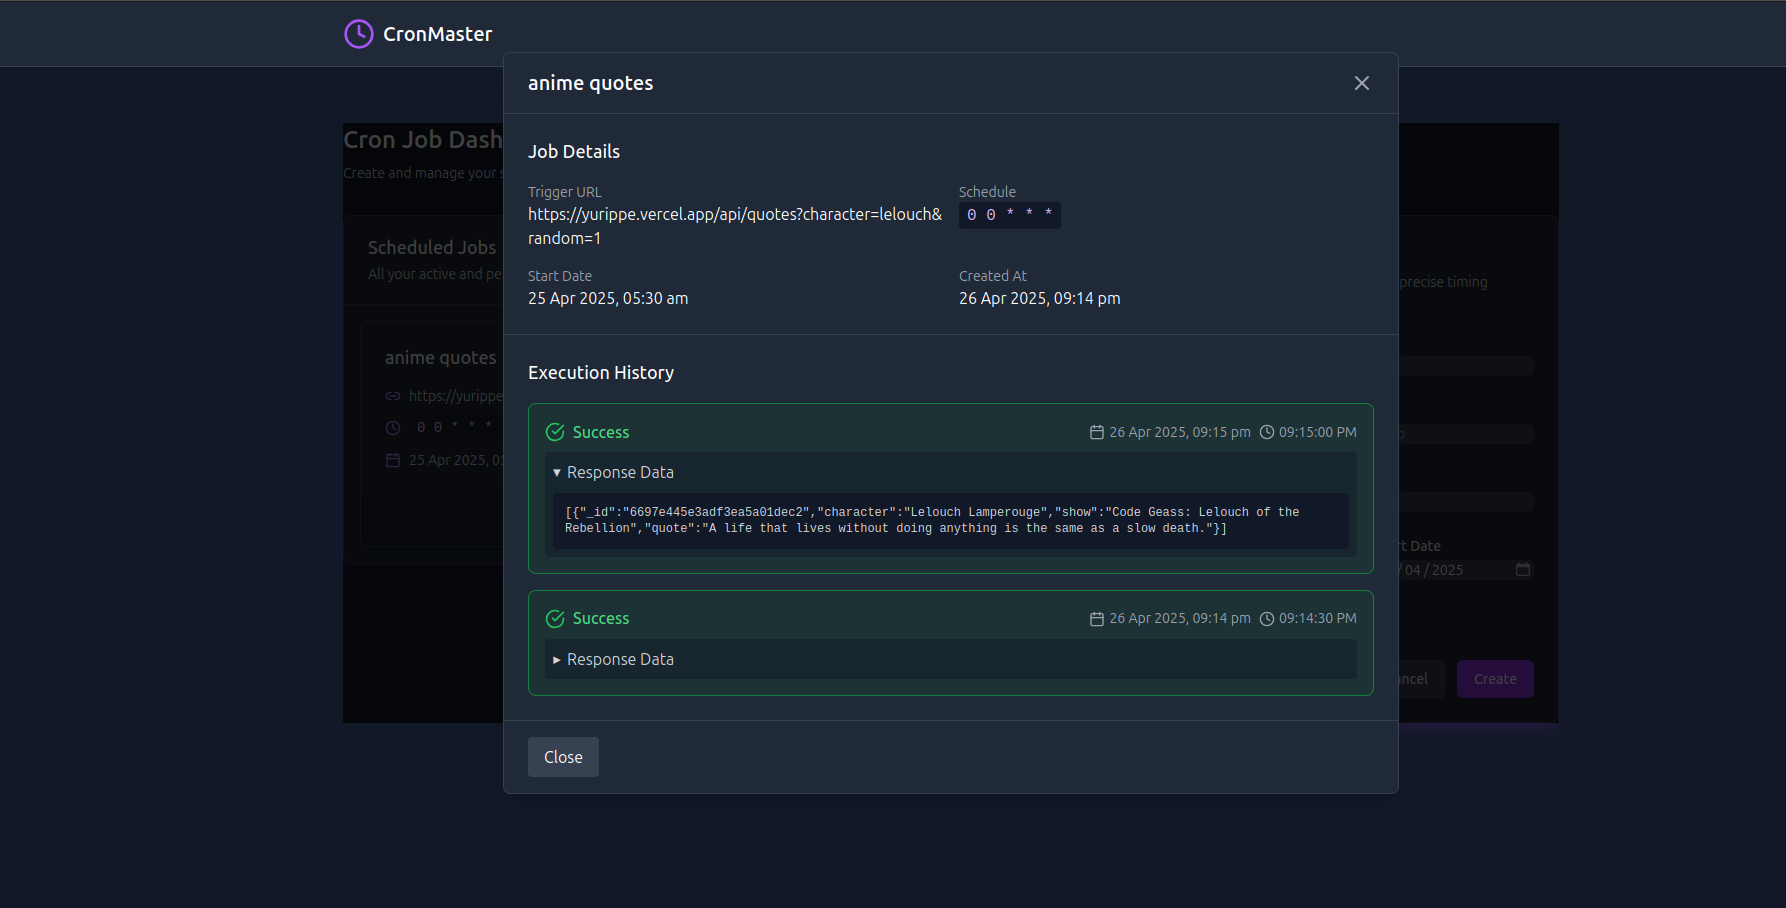 CronMaster
anime quotes
Cron Job Dash
Create and manage your
Scheduled Jobs
All your active and
anime quotes
https://yurippe
0 0 * * *
25 Apr 2025,
precise timing
rt Date
/ 04 / 2025
Create
Job Details
Trigger URL
https://yurippe.vercel.app/api/quotes?character=lelouch&
random=1
Schedule
0 0 * * *
Start Date
25 Apr 2025, 05:30 am
Created At
26 Apr 2025, 09:14 pm
Execution History
Success
26 Apr 2025, 09:15 pm 09:15:00 PM
▾ Response Data
[{"_id":"6697e445e3adf3ea5a01dec2","character":"Lelouch Lamperouge","show":"Code Geass: Lelouch of the
Rebellion","quote":"A life that lives without doing anything is the same as a slow death."}]
Success
26 Apr 2025, 09:14 pm 09:14:30 PM
▸ Response Data
Close